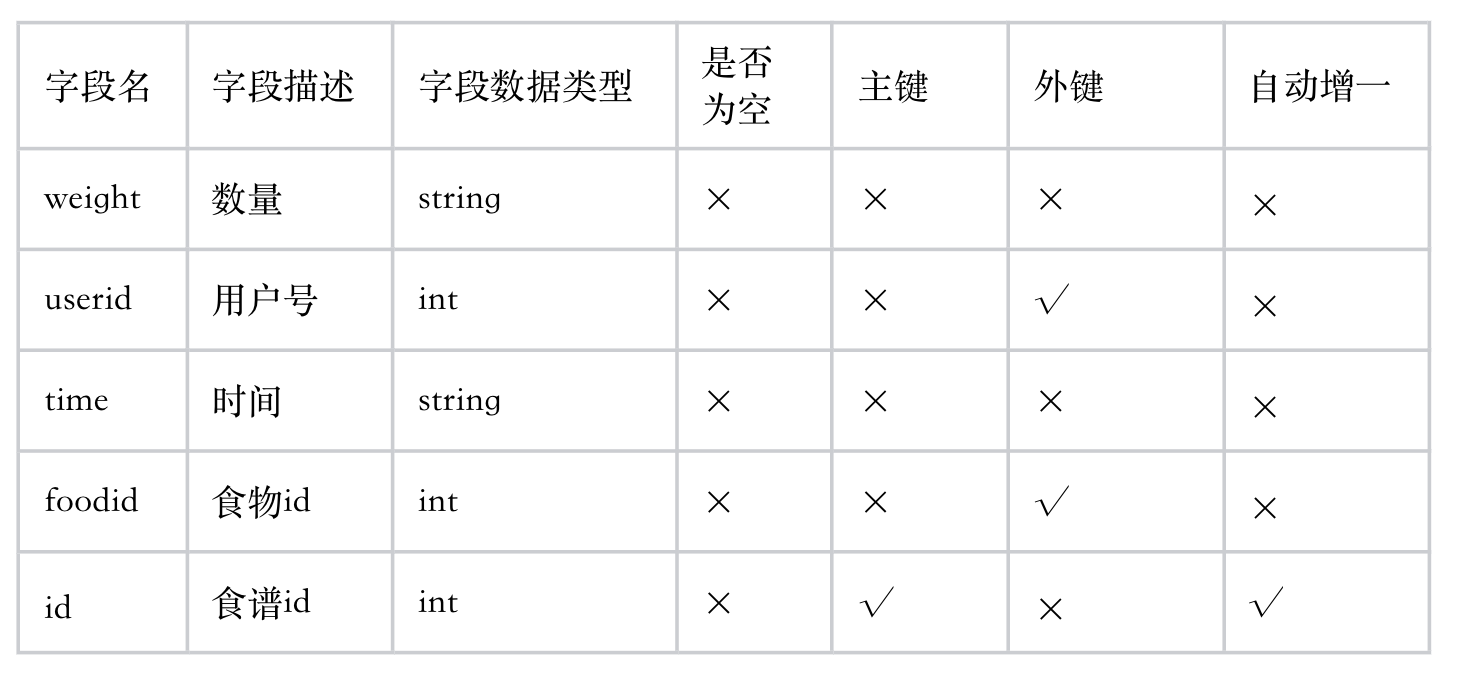 字段名 字段描述 字段数据类型 是否为空 主键 外键 自动增一
weight 数量 string × × × ×
userid 用户号 int × × √ ×
time 时间 string × × × ×
foodid 食物id int × × √ ×
id 食谱id int × √ × √